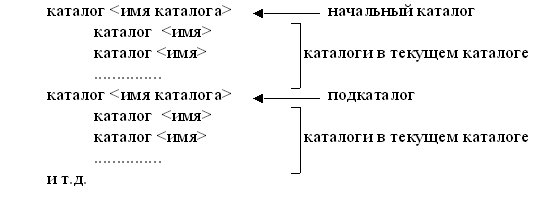 каталог <имя каталога> начальный каталог
каталог <имя>
каталог <имя> каталоги в текущем каталоге
..............
каталог <имя каталога> подкаталог
каталог <имя>
каталог <имя> каталоги в текущем каталоге
..............
и т.д.